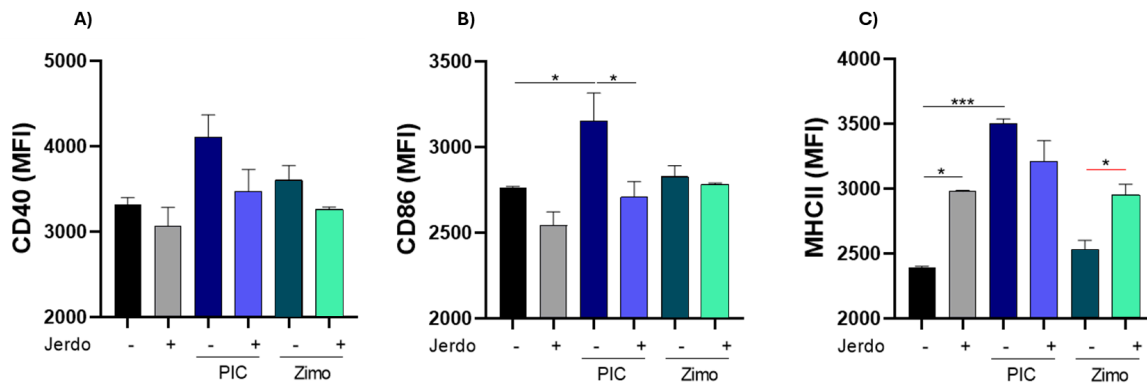 A)
B)
C)
5000
4000
3000
2000
CD40 (MFI)
Jerdo - + - + - +
PIC Zimo
3500
3000
2500
2000
CD86 (MFI)
* *
Jerdo - + - + - +
PIC Zimo
4000
3500
3000
2500
2000
MHCII (MFI)
***
* *
Jerdo - + - + - +
PIC Zimo